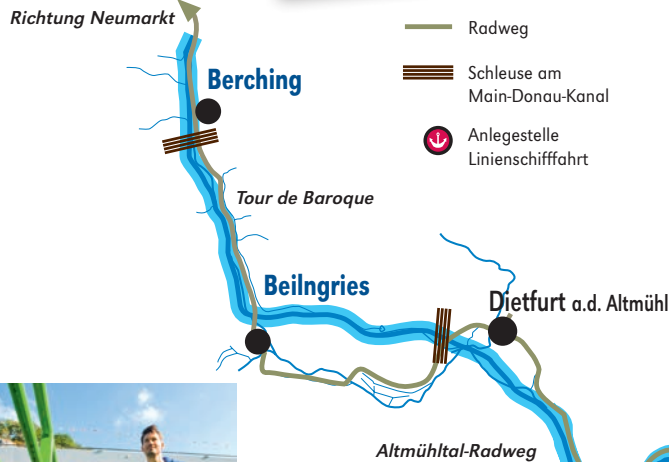 Richtung Neumarkt
Radweg
Schleuse am
Main-Donau-Kanal
Anlegestelle
Linienschifffahrt
Berching
Tour de Baroque
Beilngries
Dietfurt a.d. Altmühl
Altmühltal-Radweg